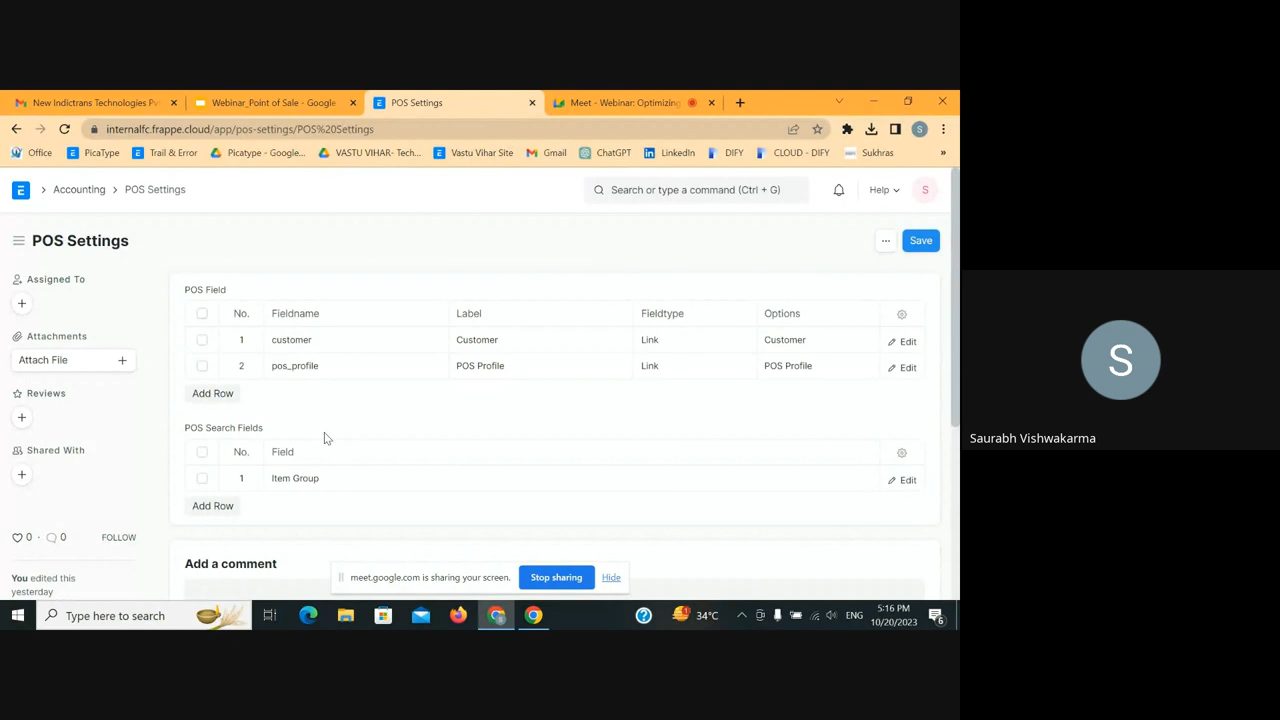 New Indictrans Technologies Pv
Webinar_Point of Sale - Google
POS Settings
Meet - Webinar: Optimizing
internalfc.frappe.cloud/app/pos-settings/POS%20Settings
S
Office
PicaType
Trail & Error
Picatype - Google...
VASTU VIHAR- Tech...
Vastu Vihar Site
Gmail
ChatGPT
LinkedIn
DIFY
CLOUD - DIFY
Sukhras
»
E
Accounting
POS Settings
Search or type a command (Ctrl + G)
Help
S
POS Settings
...
Save
Assigned To
Attachments
Attach File
Reviews
Shared With
0 · 0
FOLLOW
You edited this
yesterday
POS Field
No. Fieldname Label Fieldtype Options
1 customer Customer Link Customer Edit
2 pos_profile POS Profile Link POS Profile Edit
Add Row
POS Search Fields
No. Field
1 Item Group Edit
Add Row
Add a comment
meet.google.com is sharing your screen.
Stop sharing
Hide
Type here to search
34°C
ENG
5:16 PM
10/20/2023
6
S
Saurabh Vishwakarma